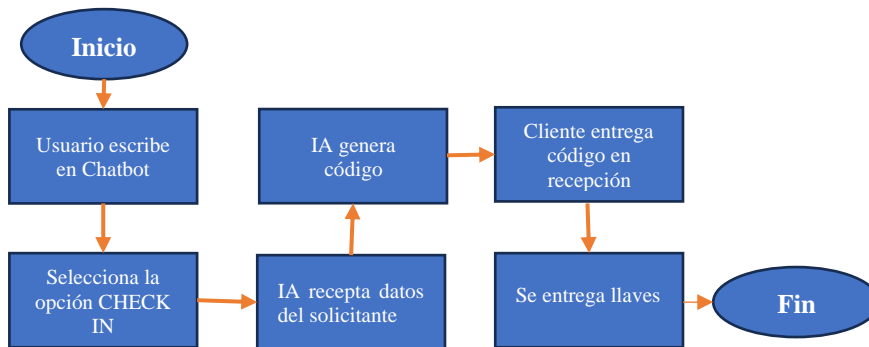 Inicio
Usuario escribe
en Chatbot
Selecciona la
opción CHECK
IN
IA recepta datos
del solicitante
IA genera
código
Cliente entrega
código en
recepción
Se entrega llaves
Fin